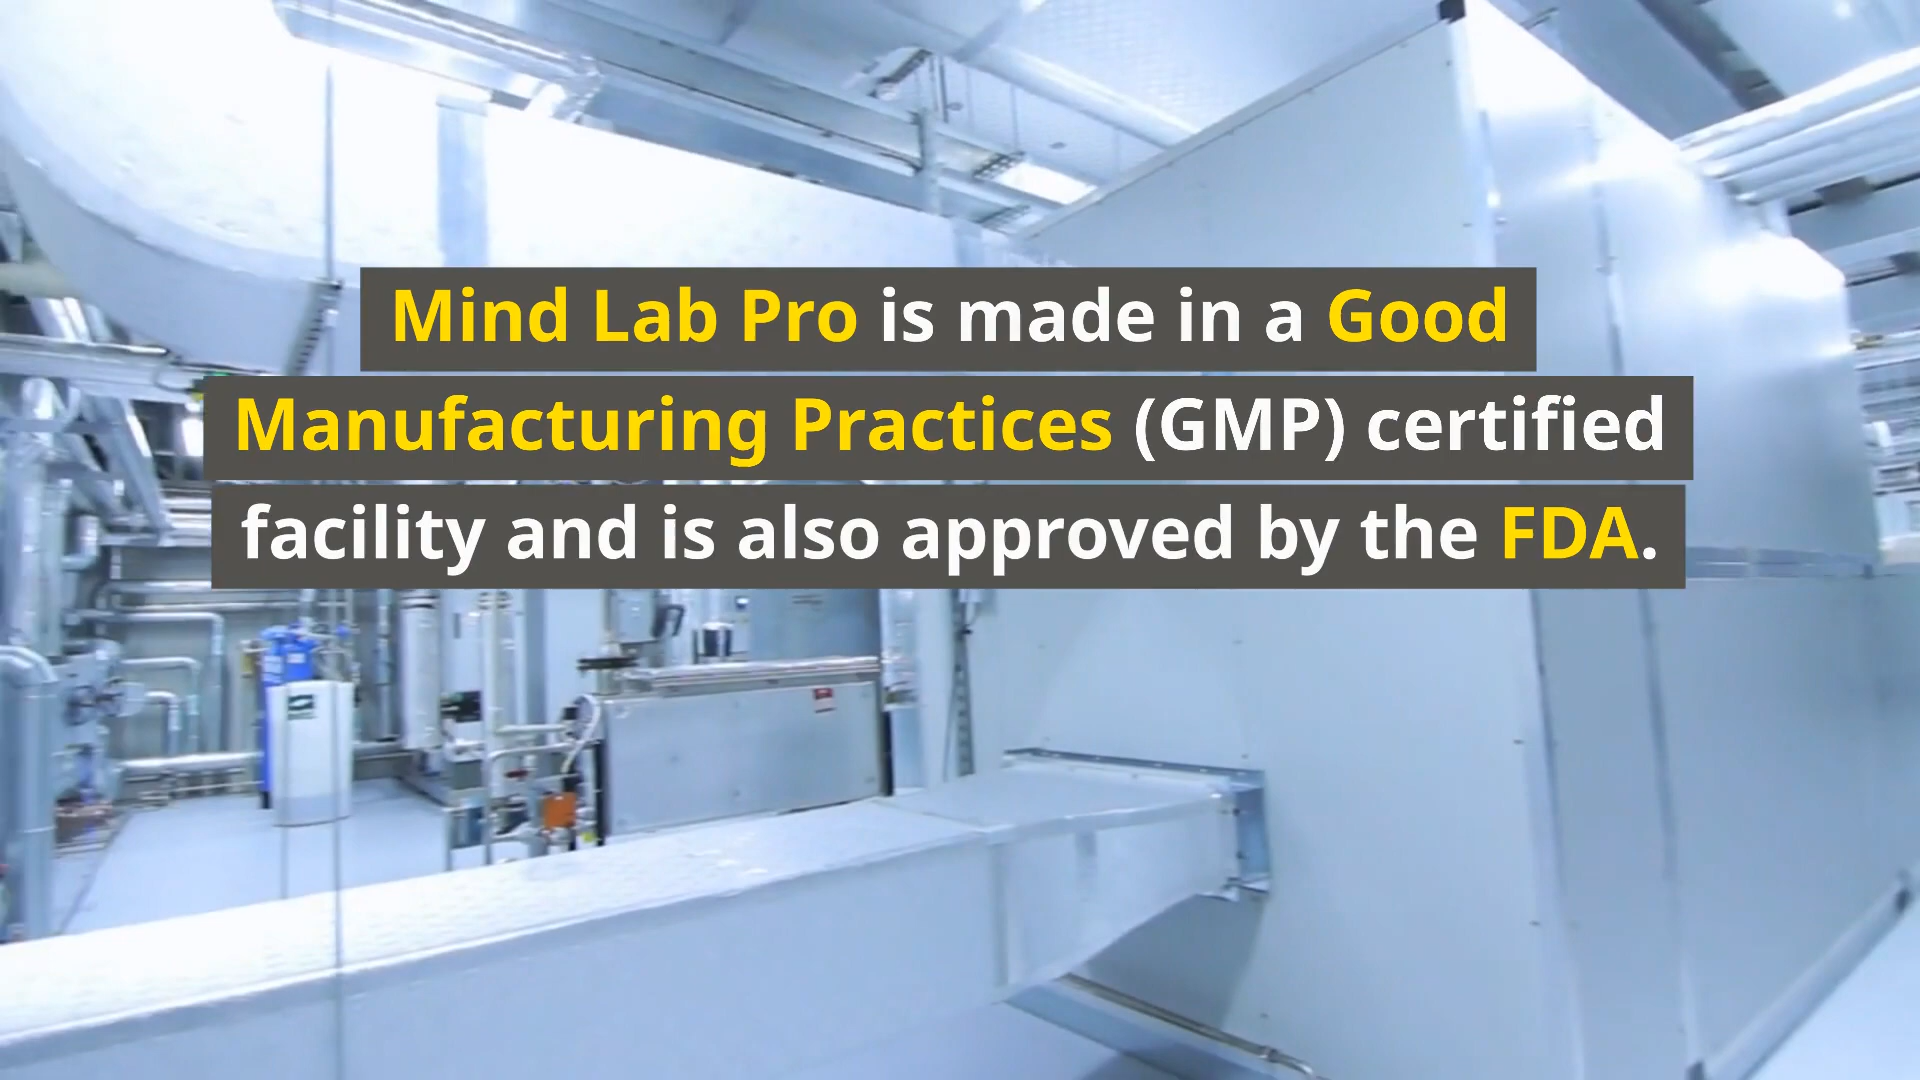 Mind Lab Pro is made in a Good
Manufacturing Practices (GMP) certified
facility and is also approved by the FDA.